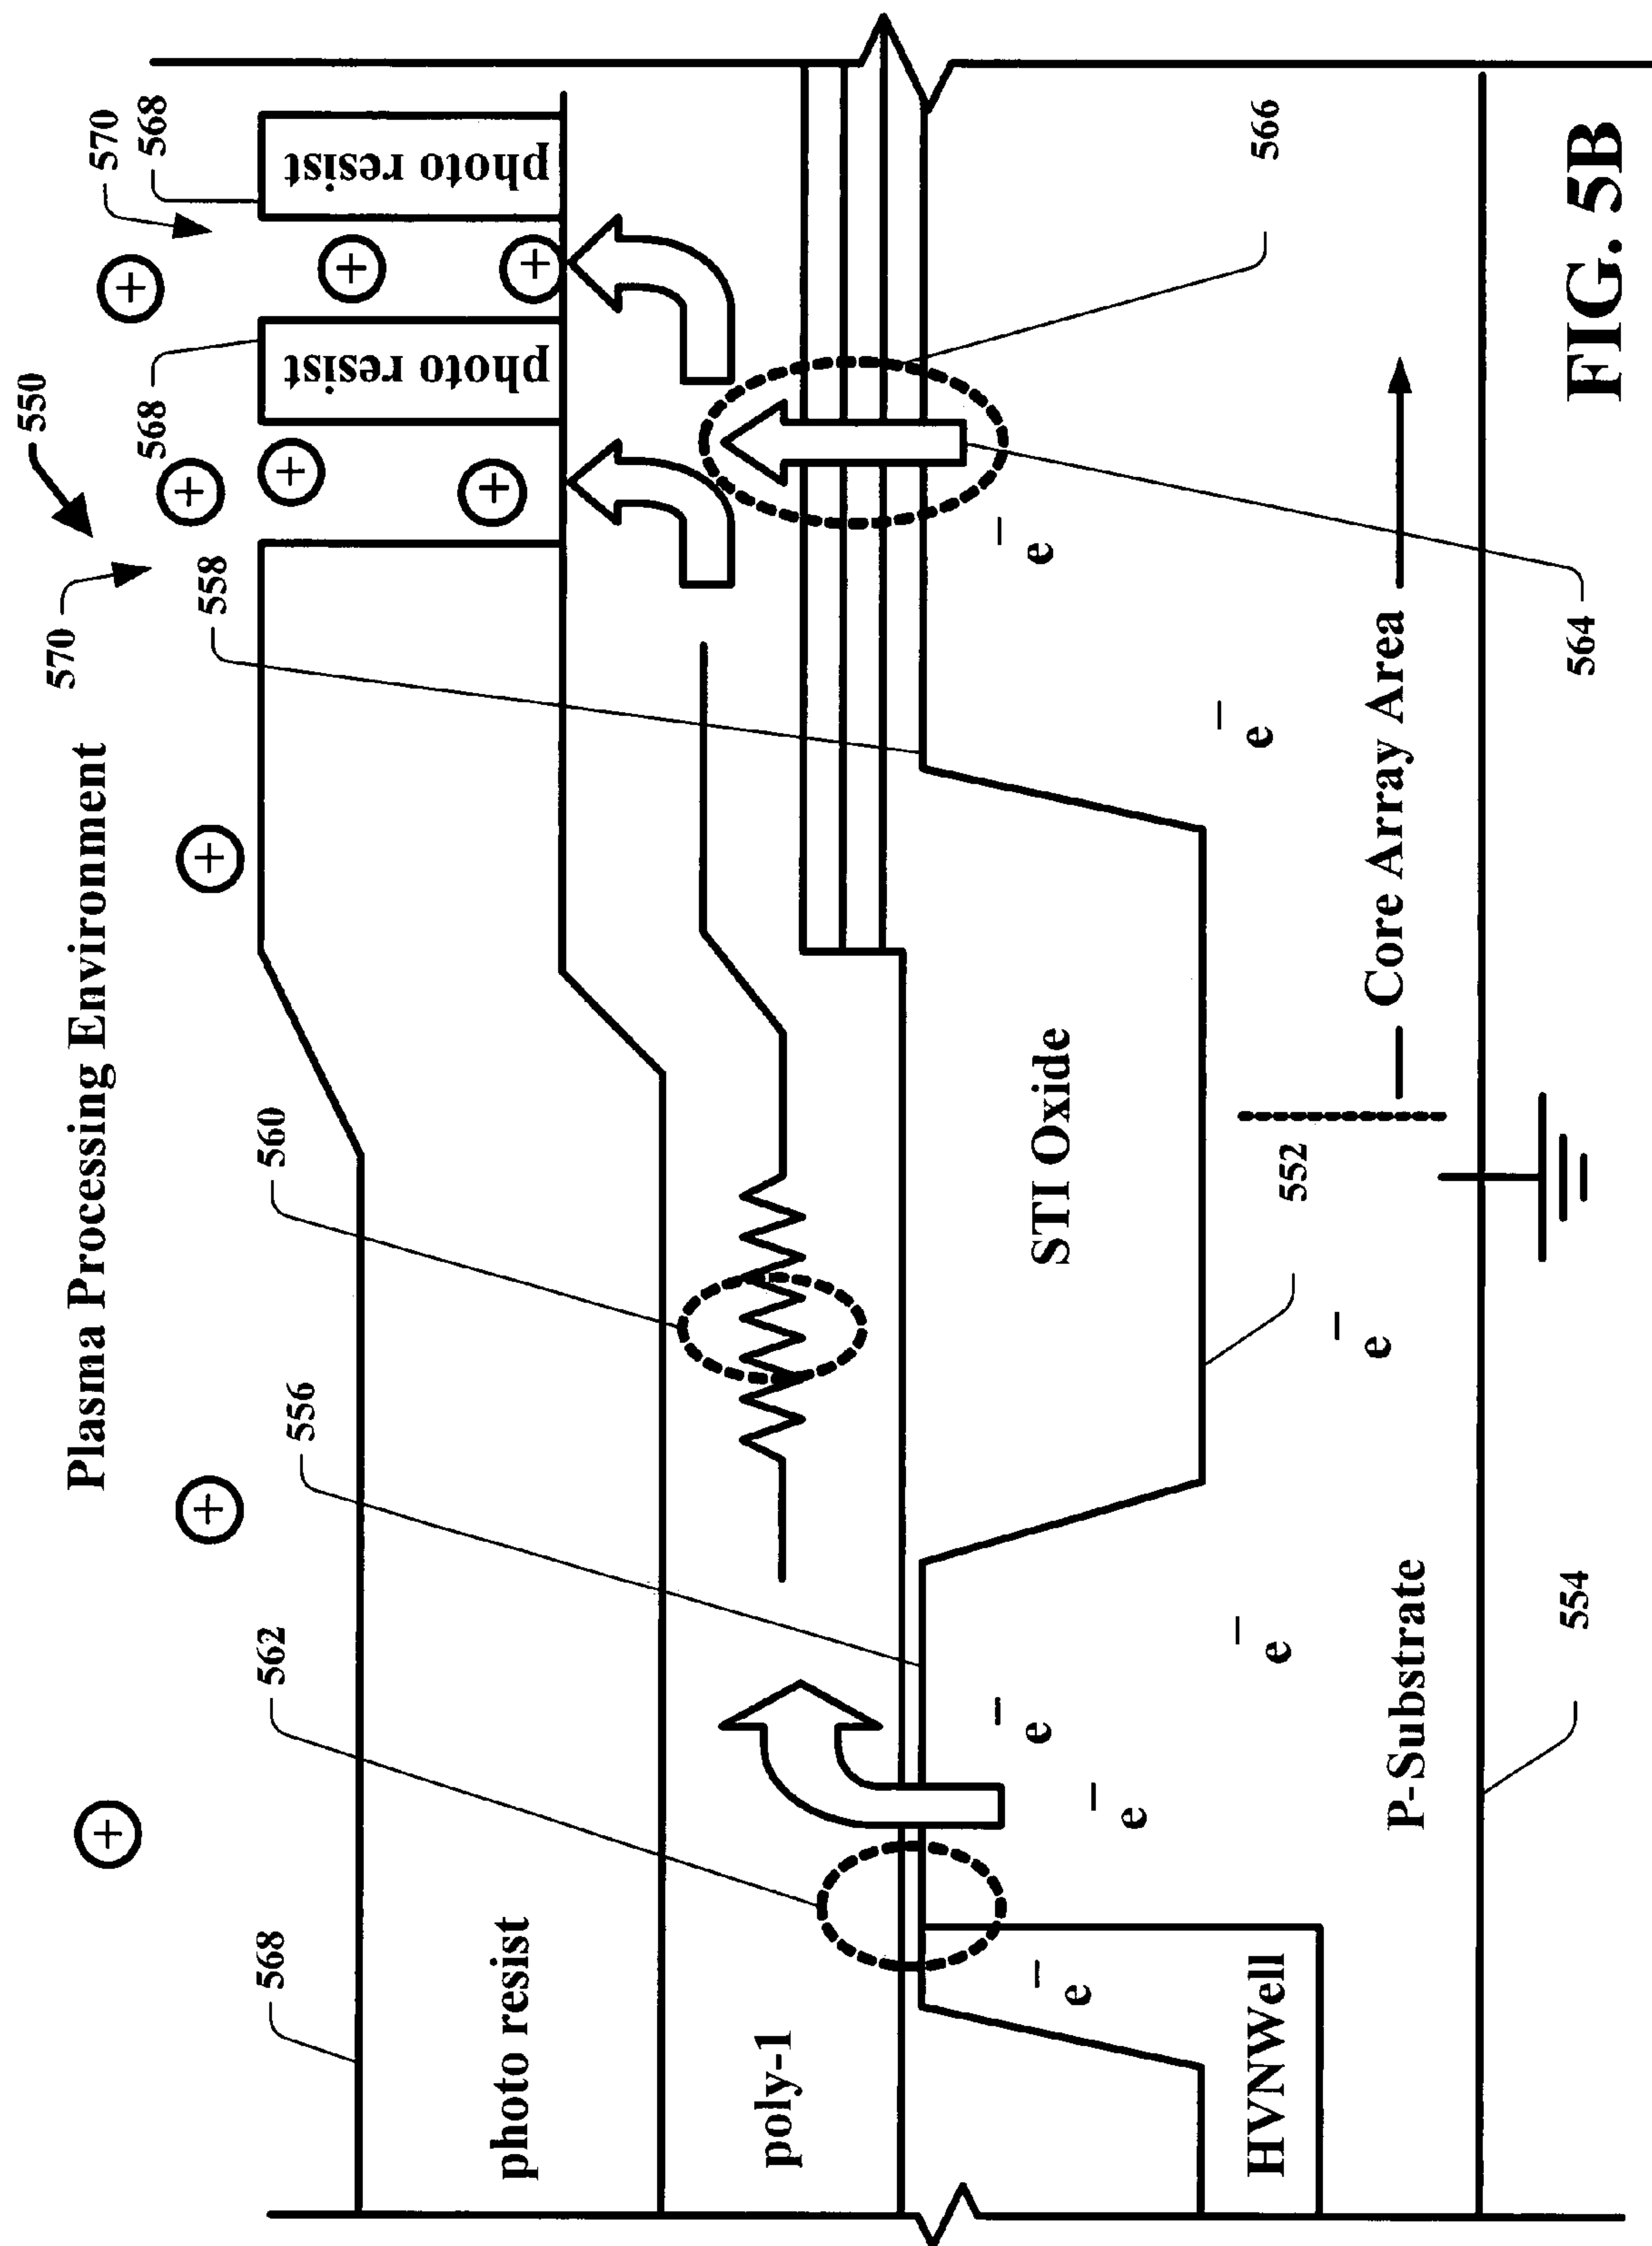 550
Plasma Processing Environment
570
570
568
568
568
562
556
560
558
+
+
+
+
+
+
+
+
+
photo resist
photo resist
photo resist
poly-1
STI Oxide
HVNWell
P-Substrate
e−
e−
e−
e−
e−
e−
e−
552
566
Core Array Area
554
564
FIG. 5B